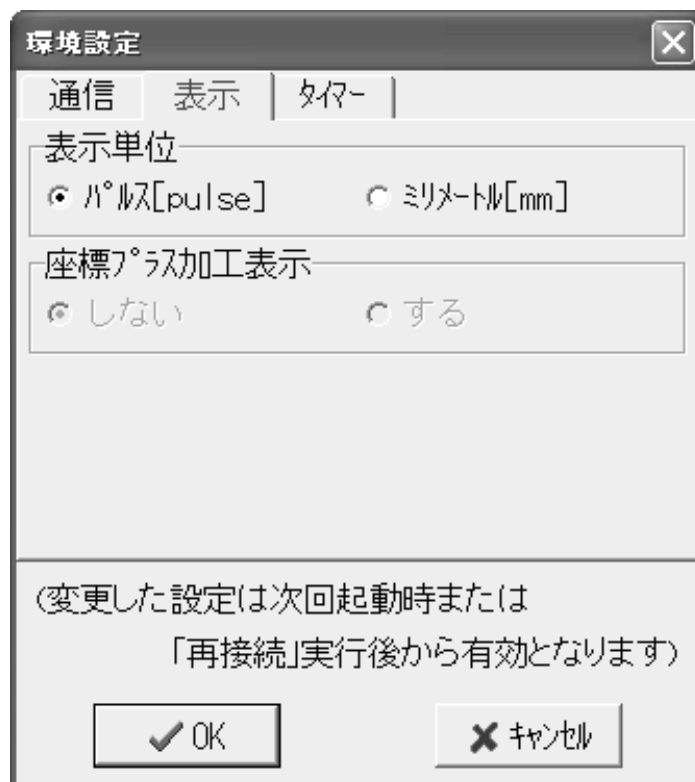 環境設定
通信 表示 ﾀｲﾏｰ
表示単位
ﾊﾟﾙｽ[pulse] ﾐﾘﾒｰﾄﾙ[mm]
座標ﾌﾟﾗｽ加工表示
しない する
(変更した設定は次回起動時または
｢再接続｣実行後から有効となります)
OK ｷｬﾝｾﾙ